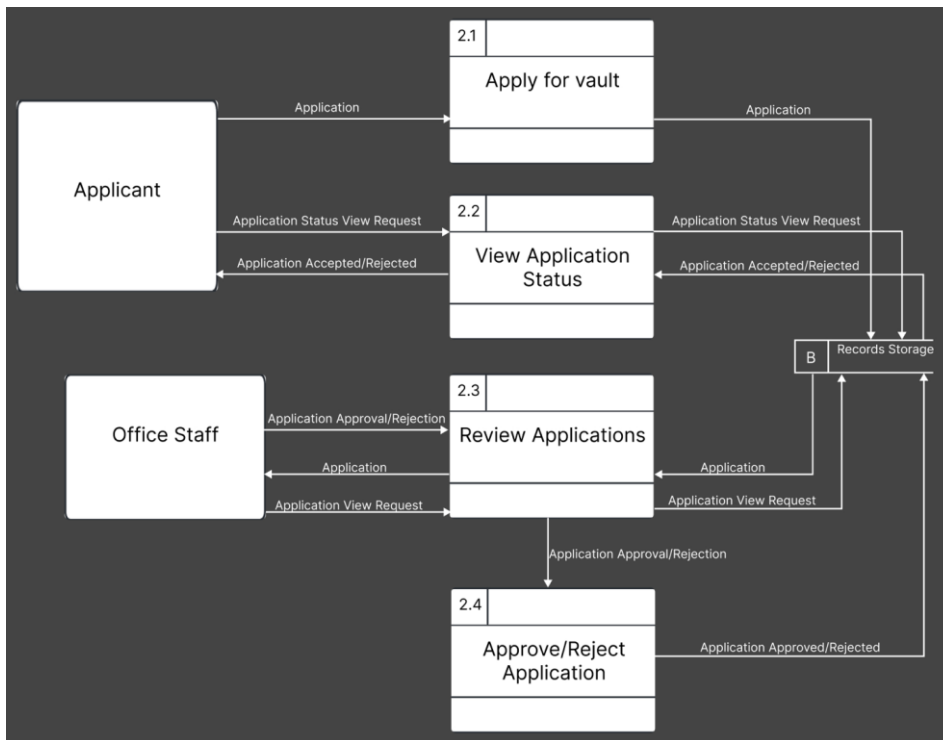 2.1
Apply for vault
Application
Application
Applicant
2.2
Application Status View Request
Application Status View Request
View Application
Status
Application Accepted/Rejected
Application Accepted/Rejected
B
Records Storage
2.3
Office Staff
Application Approval/Rejection
Review Applications
Application
Application
Application View Request
Application View Request
Application Approval/Rejection
2.4
Approve/Reject
Application
Application Approved/Rejected